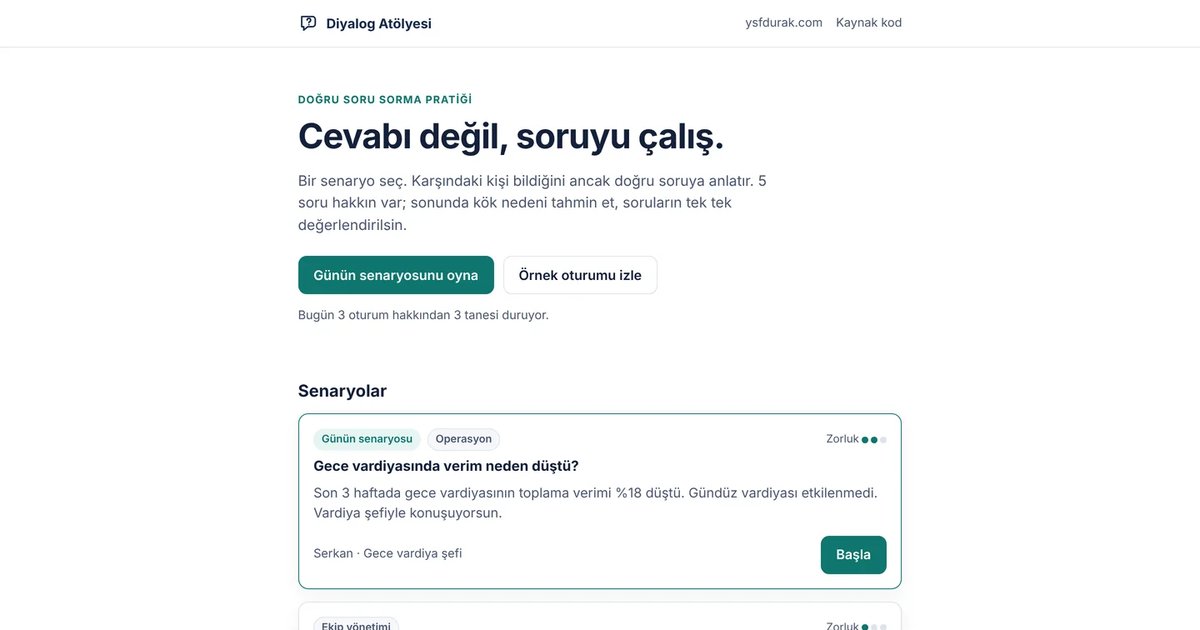 Diyalog Atölyesi
ysfdurak.com Kaynak kod
DOĞRU SORU SORMA PRATİĞİ
Cevabı değil, soruyu çalış.
Bir senaryo seç. Karşındaki kişi bildiğini ancak doğru soruya anlatır. 5
soru hakkın var; sonunda kök nedeni tahmin et, soruların tek tek
değerlendirilsin.
Günün senaryosunu oyna Örnek oturumu izle
Bugün 3 oturum hakkından 3 tanesi duruyor.
Senaryolar
Günün senaryosu Operasyon Zorluk
Gece vardiyasında verim neden düştü?
Son 3 haftada gece vardiyasının toplama verimi %18 düştü. Gündüz vardiyası etkilenmedi.
Vardiya şefiyle konuşuyorsun.
Serkan · Gece vardiya şefi
Başla
Ekip yönetimi Zorluk